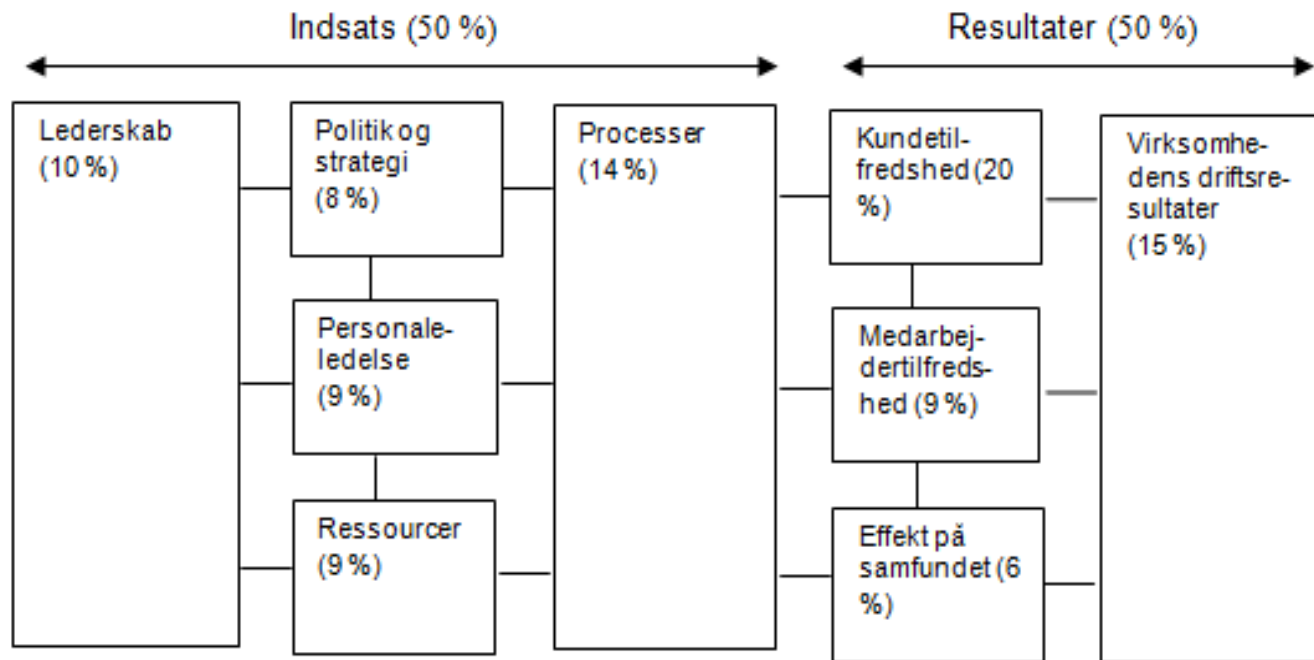 Indsats (50 %)
Resultater (50 %)
Lederskab
(10 %)
Politik og
strategi
(8 %)
Personale-
ledelse
(9 %)
Ressourcer
(9 %)
Processer
(14 %)
Kundetil-
fredshed (20
%)
Medarbej-
dertilfreds-
hed (9 %)
Effekt på
samfundet (6
%)
Virksomhe-
dens driftsre-
sultater
(15 %)